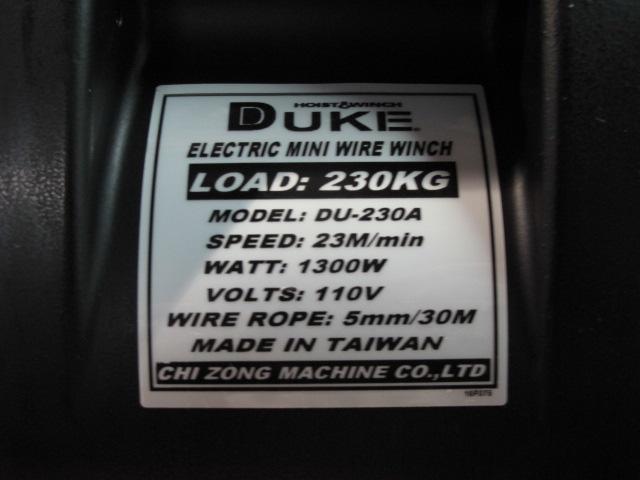 HOIST&WINCH
DUKE
ELECTRIC MINI WIRE WINCH
LOAD: 230KG
MODEL: DU-230A
SPEED: 23M/min
WATT: 1300W
VOLTS: 110V
WIRE ROPE: 5mm/30M
MADE IN TAIWAN
CHI ZONG MACHINE CO.,LTD